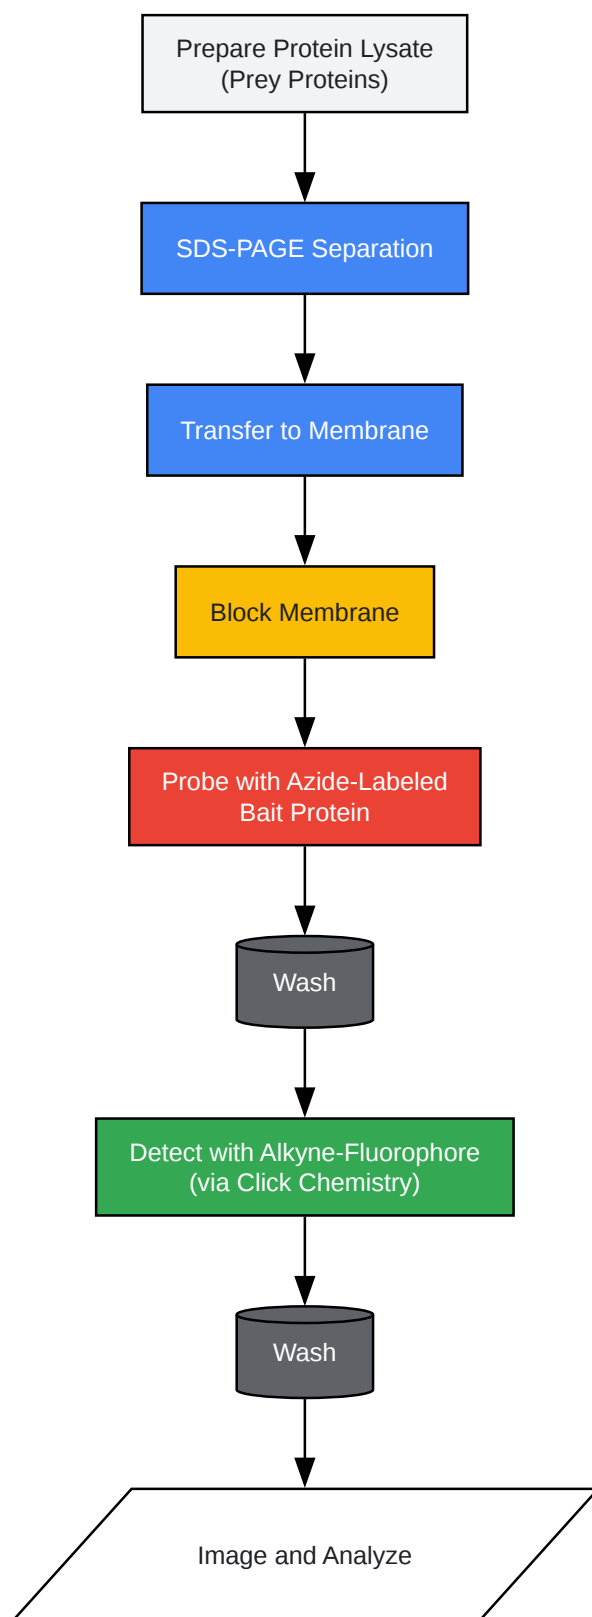 Prepare Protein Lysate
(Prey Proteins)
SDS-PAGE Separation
Transfer to Membrane
Block Membrane
Probe with Azide-Labeled
Bait Protein
Wash
Detect with Alkyne-Fluorophore
(via Click Chemistry)
Wash
Image and Analyze